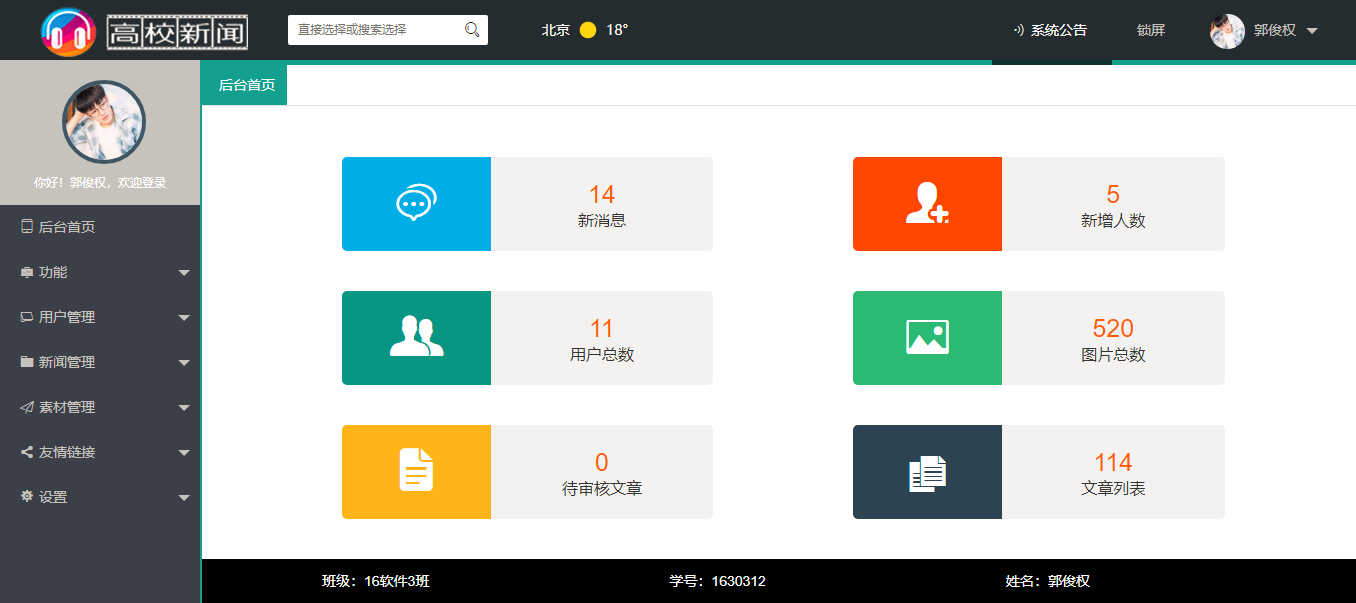 高校新闻
直接选择或搜索选择
北京 18°
系统公告
锁屏
郭俊权
后台首页
你好！郭俊权，欢迎登录
后台首页
功能
用户管理
新闻管理
素材管理
友情链接
设置
14
新消息
5
新增人数
11
用户总数
520
图片总数
0
待审核文章
114
文章列表
班级：16软件3班
学号：1630312
姓名：郭俊权